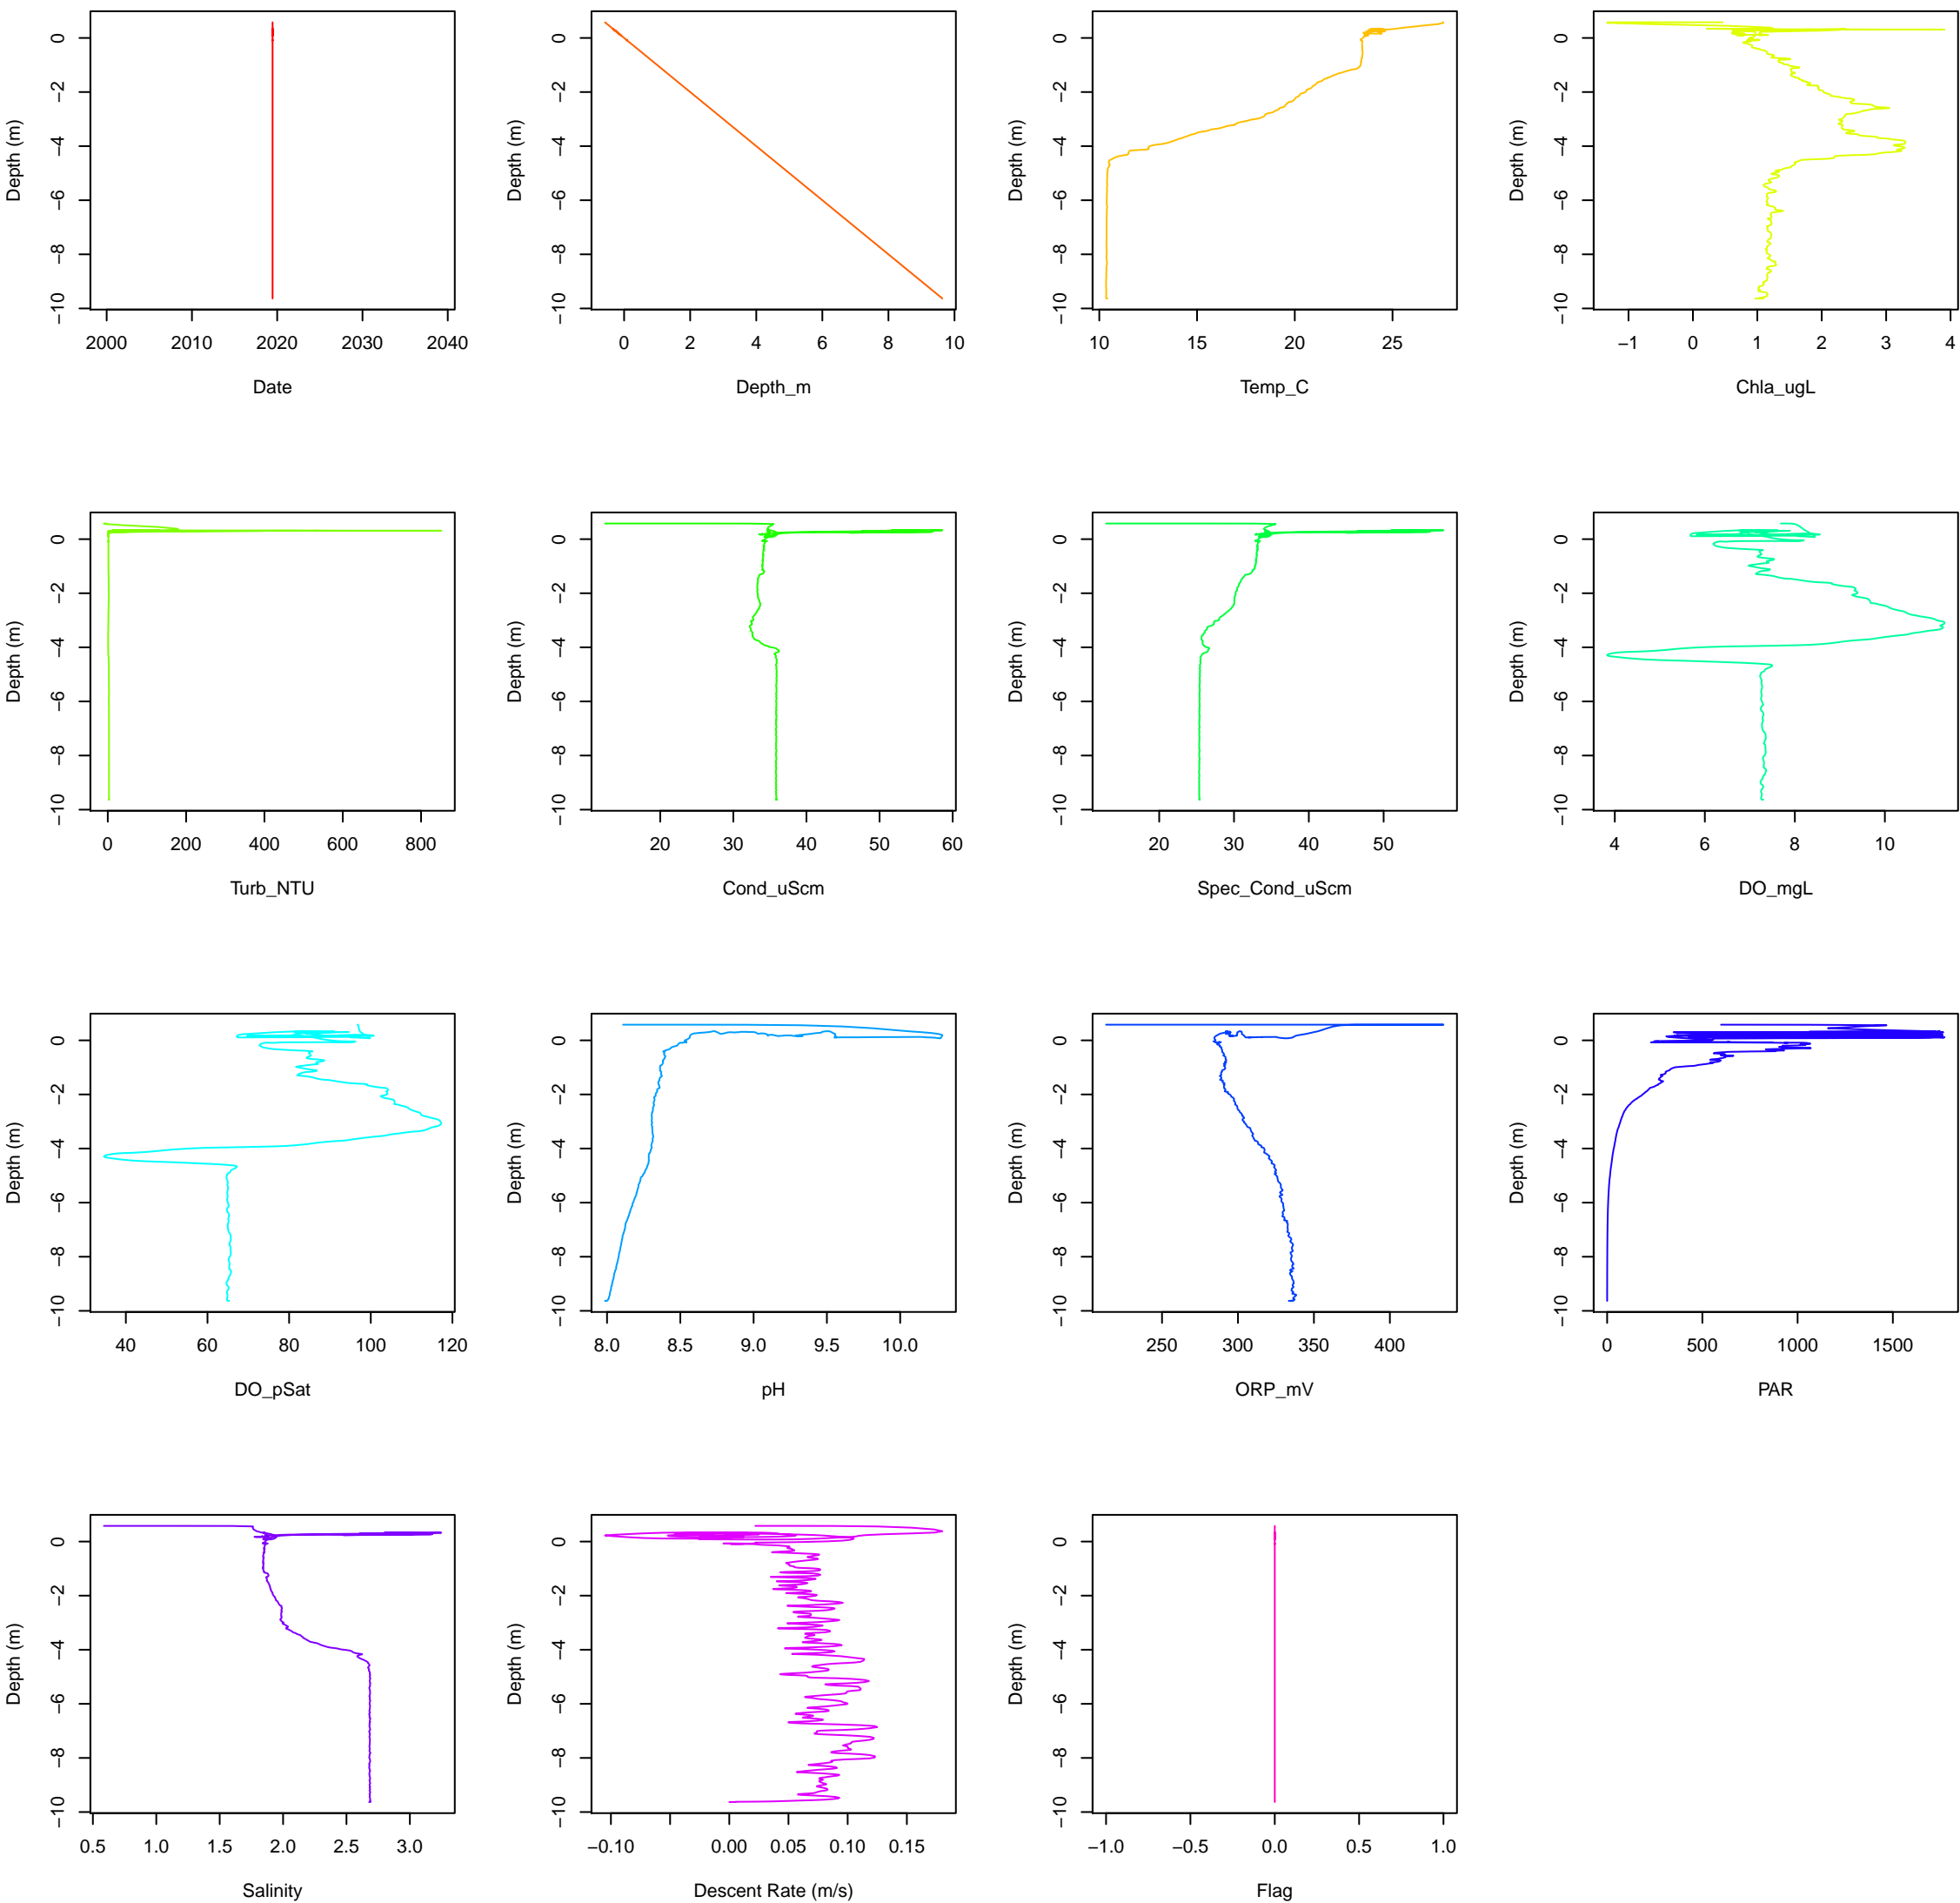 0
−2
−4
−6
−8
−10
Depth (m)
2000 2010 2020 2030 2040
Date
0
−2
−4
−6
−8
−10
Depth (m)
0 2 4 6 8 10
Depth_m
0
−2
−4
−6
−8
−10
Depth (m)
10 15 20 25
Temp_C
0
−2
−4
−6
−8
−10
Depth (m)
−1 0 1 2 3 4
Chla_ugL
0
−2
−4
−6
−8
−10
Depth (m)
0 200 400 600 800
Turb_NTU
0
−2
−4
−6
−8
−10
Depth (m)
20 30 40 50 60
Cond_uScm
0
−2
−4
−6
−8
−10
Depth (m)
20 30 40 50
Spec_Cond_uScm
0
−2
−4
−6
−8
−10
Depth (m)
4 6 8 10
DO_mgL
0
−2
−4
−6
−8
−10
Depth (m)
40 60 80 100 120
DO_pSat
0
−2
−4
−6
−8
−10
Depth (m)
8.0 8.5 9.0 9.5 10.0
pH
0
−2
−4
−6
−8
−10
Depth (m)
250 300 350 400
ORP_mV
0
−2
−4
−6
−8
−10
Depth (m)
0 500 1000 1500
PAR
0
−2
−4
−6
−8
−10
Depth (m)
0.5 1.0 1.5 2.0 2.5 3.0
Salinity
0
−2
−4
−6
−8
−10
Depth (m)
−0.10 0.00 0.05 0.10 0.15
Descent Rate (m/s)
0
−2
−4
−6
−8
−10
Depth (m)
−1.0 −0.5 0.0 0.5 1.0
Flag